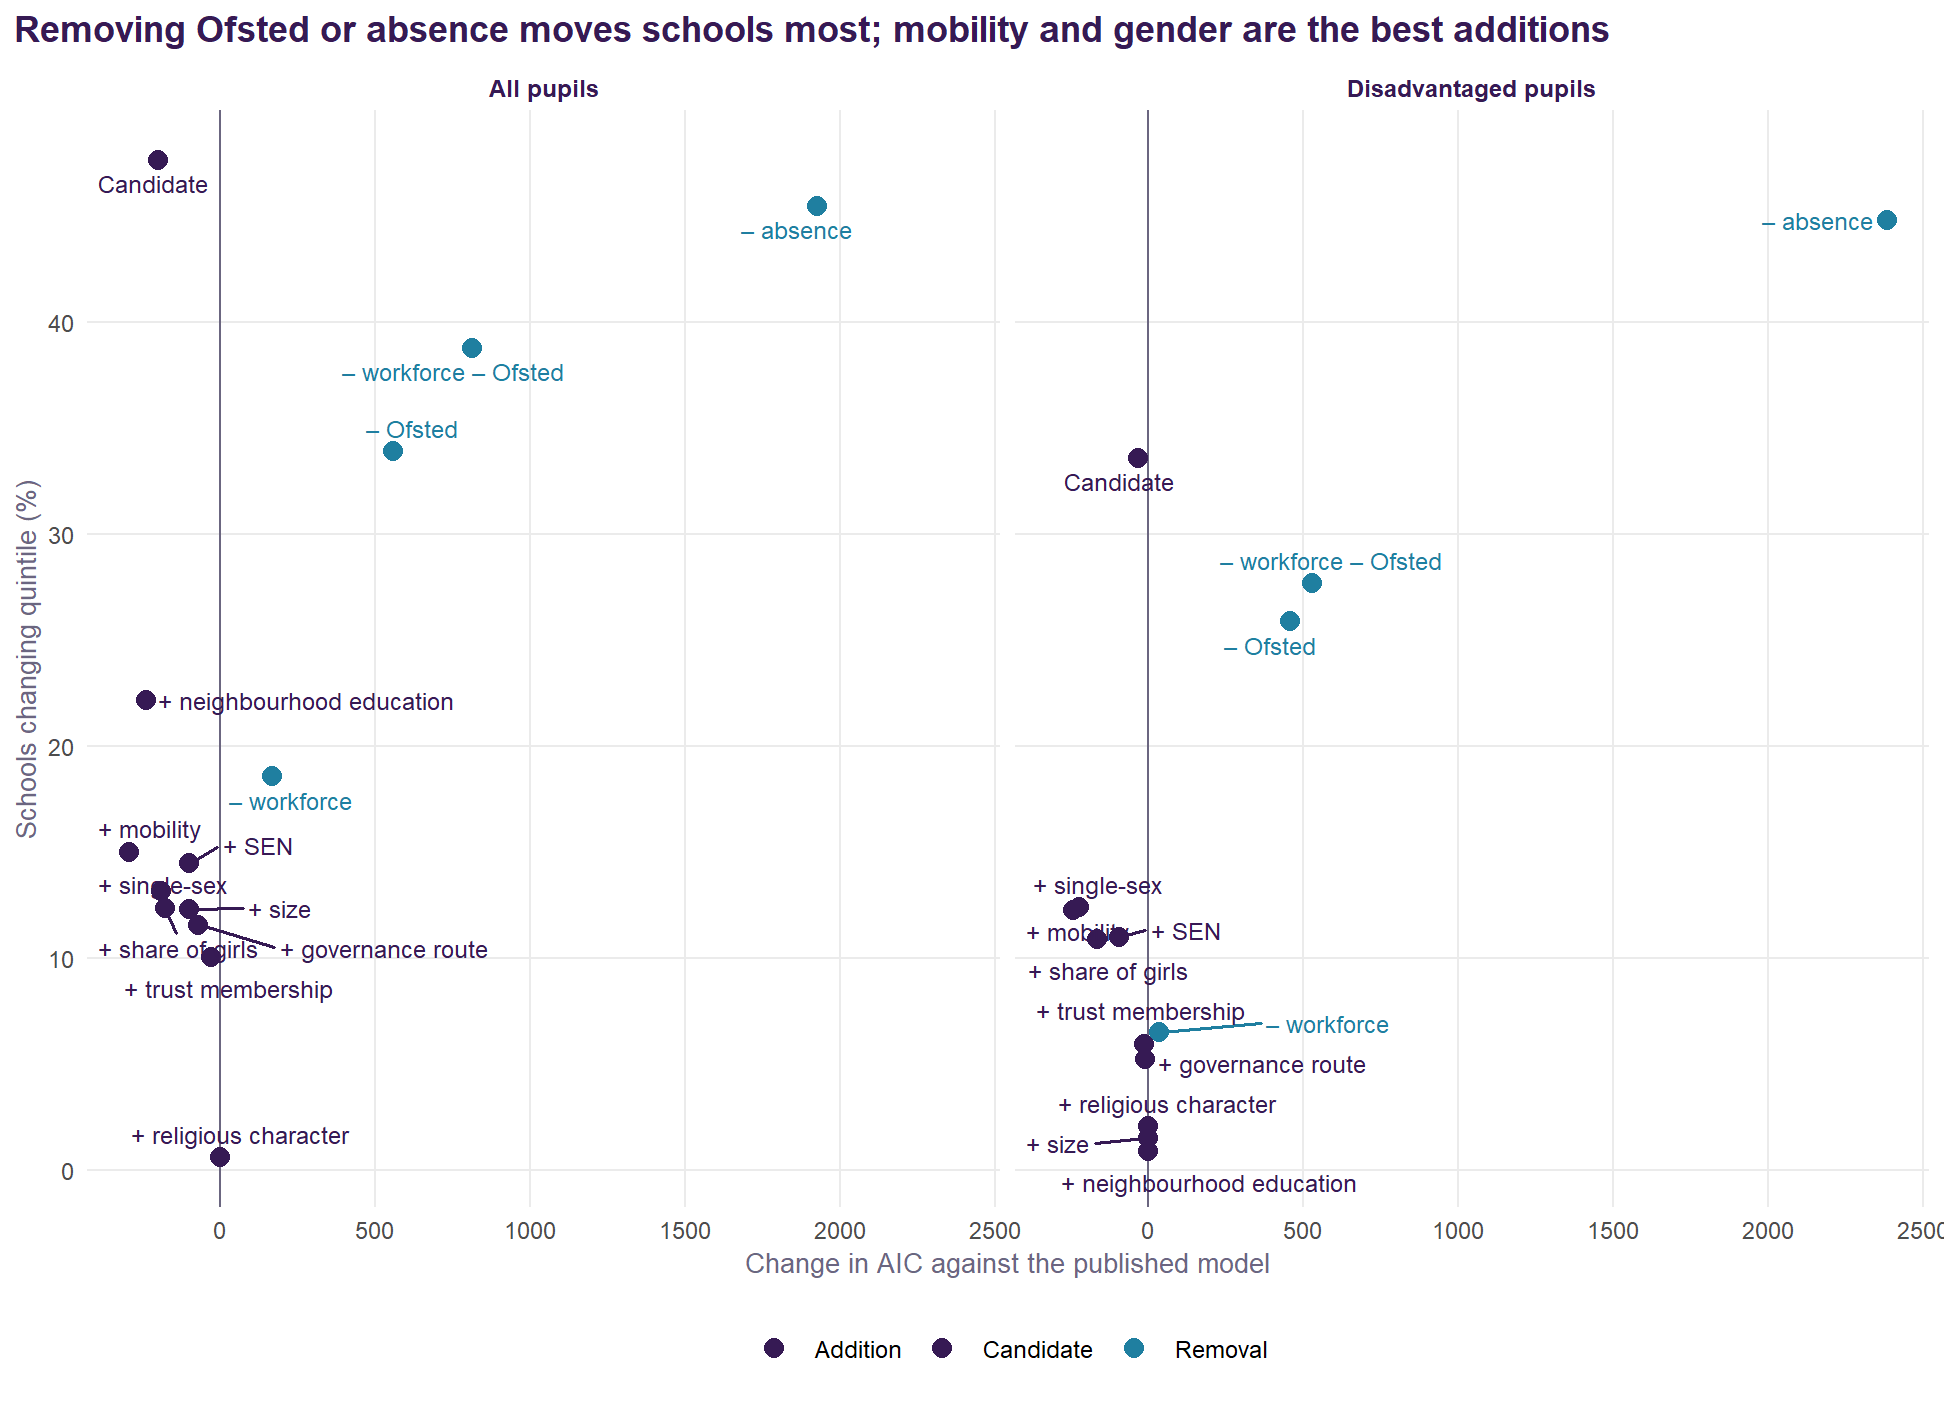 Removing Ofsted or absence moves schools most; mobility and gender are the best additions
All pupils
Disadvantaged pupils
Schools changing quintile (%)
40
30
20
10
0
Candidate
– absence
– workforce – Ofsted
– Ofsted
+ neighbourhood education
– workforce
+ mobility
+ SEN
+ single-sex
+ size
+ share of girls
+ governance route
+ trust membership
+ religious character
– absence
Candidate
– workforce – Ofsted
– Ofsted
+ single-sex
+ mobility
+ SEN
+ share of girls
+ trust membership
– workforce
+ governance route
+ religious character
+ size
+ neighbourhood education
0 500 1000 1500 2000 2500
0 500 1000 1500 2000 2500
Change in AIC against the published model
Addition Candidate Removal